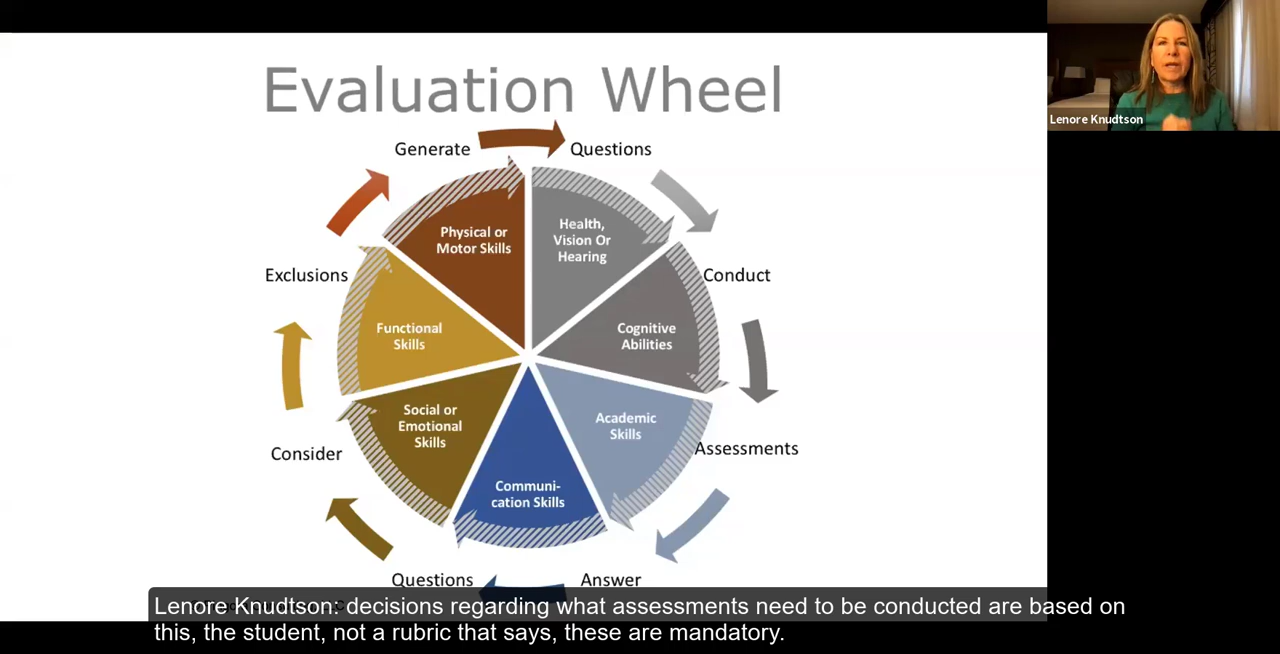 Evaluation Wheel
Lenore Knudtson
Generate
Questions
Physical or
Motor Skills
Health,
Vision Or
Hearing
Exclusions
Conduct
Functional
Skills
Cognitive
Abilities
Social or
Emotional
Skills
Academic
Skills
Consider
Assessments
Communi-
cation Skills
Questions
Answer
Lenore Knudtson: decisions regarding what assessments need to be conducted are based on
this, the student, not a rubric that says, these are mandatory.